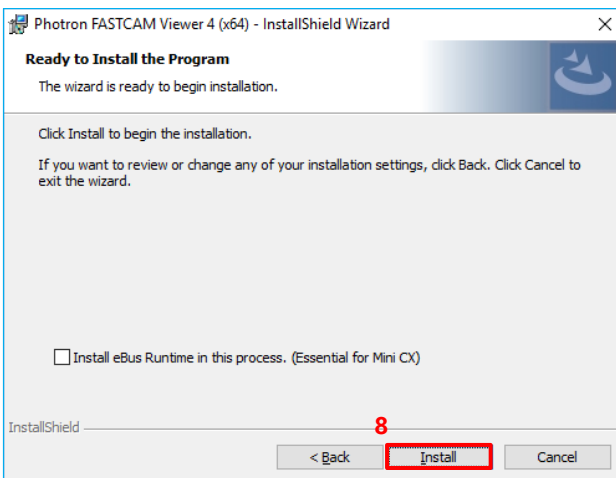 Photron FASTCAM Viewer 4 (x64) - InstallShield Wizard
Ready to Install the Program
The wizard is ready to begin installation.
Click Install to begin the installation.
If you want to review or change any of your installation settings, click Back. Click Cancel to
exit the wizard.
Install eBus Runtime in this process. (Essential for Mini CX)
InstallShield
8
< Back
Install
Cancel